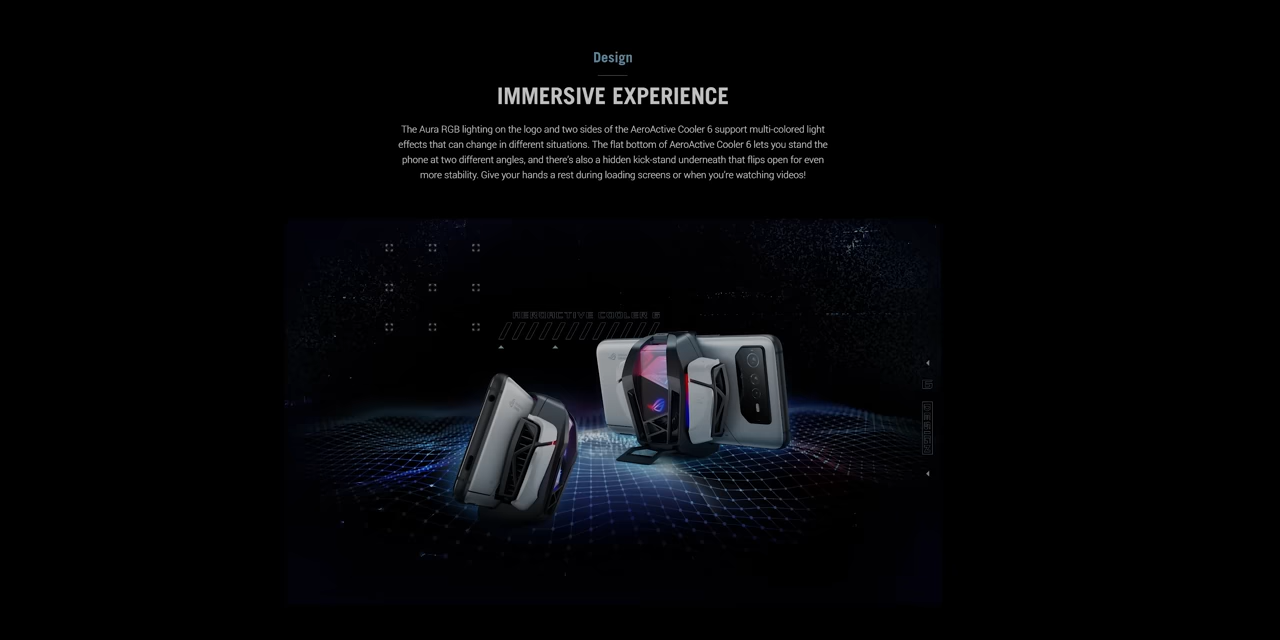 Design
IMMERSIVE EXPERIENCE
The Aura RGB lighting on the logo and two sides of the AeroActive Cooler 6 support multi-colored light
effects that can change in different situations. The flat bottom of AeroActive Cooler 6 lets you stand the
phone at two different angles, and there's also a hidden kick-stand underneath that flips open for even
more stability. Give your hands a rest during loading screens or when you're watching videos!
AEROACTIVE COOLER 6